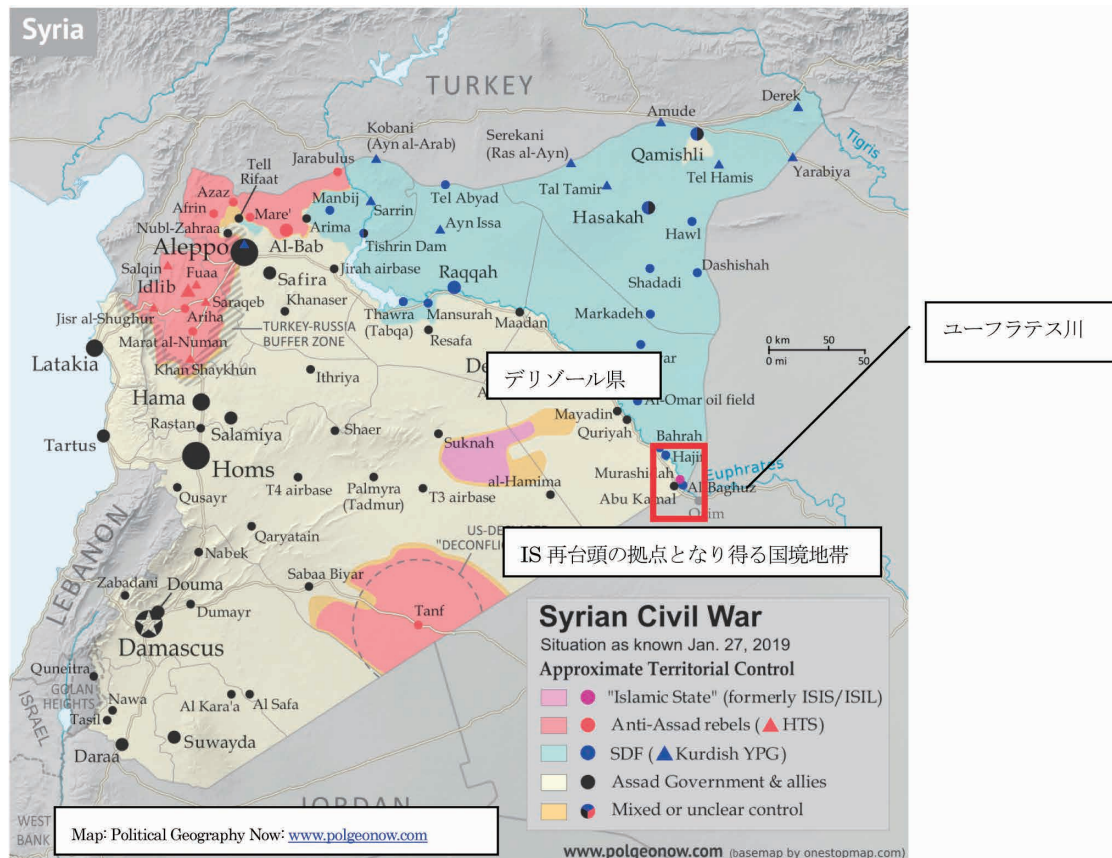 Syria
TURKEY
Derek
Amude
Kobani
(Ayn al-Arab)
Serekani
(Ras al-Ayn)
Qamishli
Tigris
Jarabulus
Tell
Rifaat
Tel Hamis
Yarabiya
Azaz
Manbij
Tel Abyad
Tal Tamir
Afrin
Mare'
Sarrin
Hasakah
Nubl-Zahraa
Arima
Ayn Issa
Hawl
Aleppo
Al-Bab
Tishrin Dam
Salqin
Fuaa
Safira
Jirah airbase
Raqqah
Shadadi
Dashishah
Idlib
Saraqeb
Khanaser
Jisr al-Shughur
Ariha
Thawra
(Tabqa)
Mansurah
Maadan
Markadeh
TURKEY-RUSSIA
BUFFER ZONE
Resafa
ユーフラテス川
Marat al-Numan
0 km 50
0 mi 50
Latakia
Khan Shaykhun
Ithriya
デリゾール県
Hama
Al-Omar oil field
Rastan
Salamiya
Shaer
Mayadin
Quriyah
Tartus
Suknah
Bahrah
Hajin
Homs
Murashidah
Euphrates
al-Hamima
Al Baghuz
T4 airbase
Palmyra
(Tadmur)
T3 airbase
Abu Kamal
Qusayr
LEBANON
Qaryatain
IS 再台頭の拠点となり得る国境地帯
Nabek
Zabadani
Douma
Sabaa Biyar
Dumayr
Tanf
Damascus
Quneitra
GOLAN
HEIGHTS
Nawa
Al Kara'a
Al Safa
Tasil
ISRAEL
Daraa
Suwayda
JORDAN
WEST
BANK
Map: Political Geography Now: www.polgeonow.com
Syrian Civil War
Situation as known Jan. 27, 2019
Approximate Territorial Control
"Islamic State" (formerly ISIS/ISIL)
Anti-Assad rebels (▲ HTS)
SDF (▲ Kurdish YPG)
Assad Government & allies
Mixed or unclear control
www.polgeonow.com (basemap by onestopmap.com)